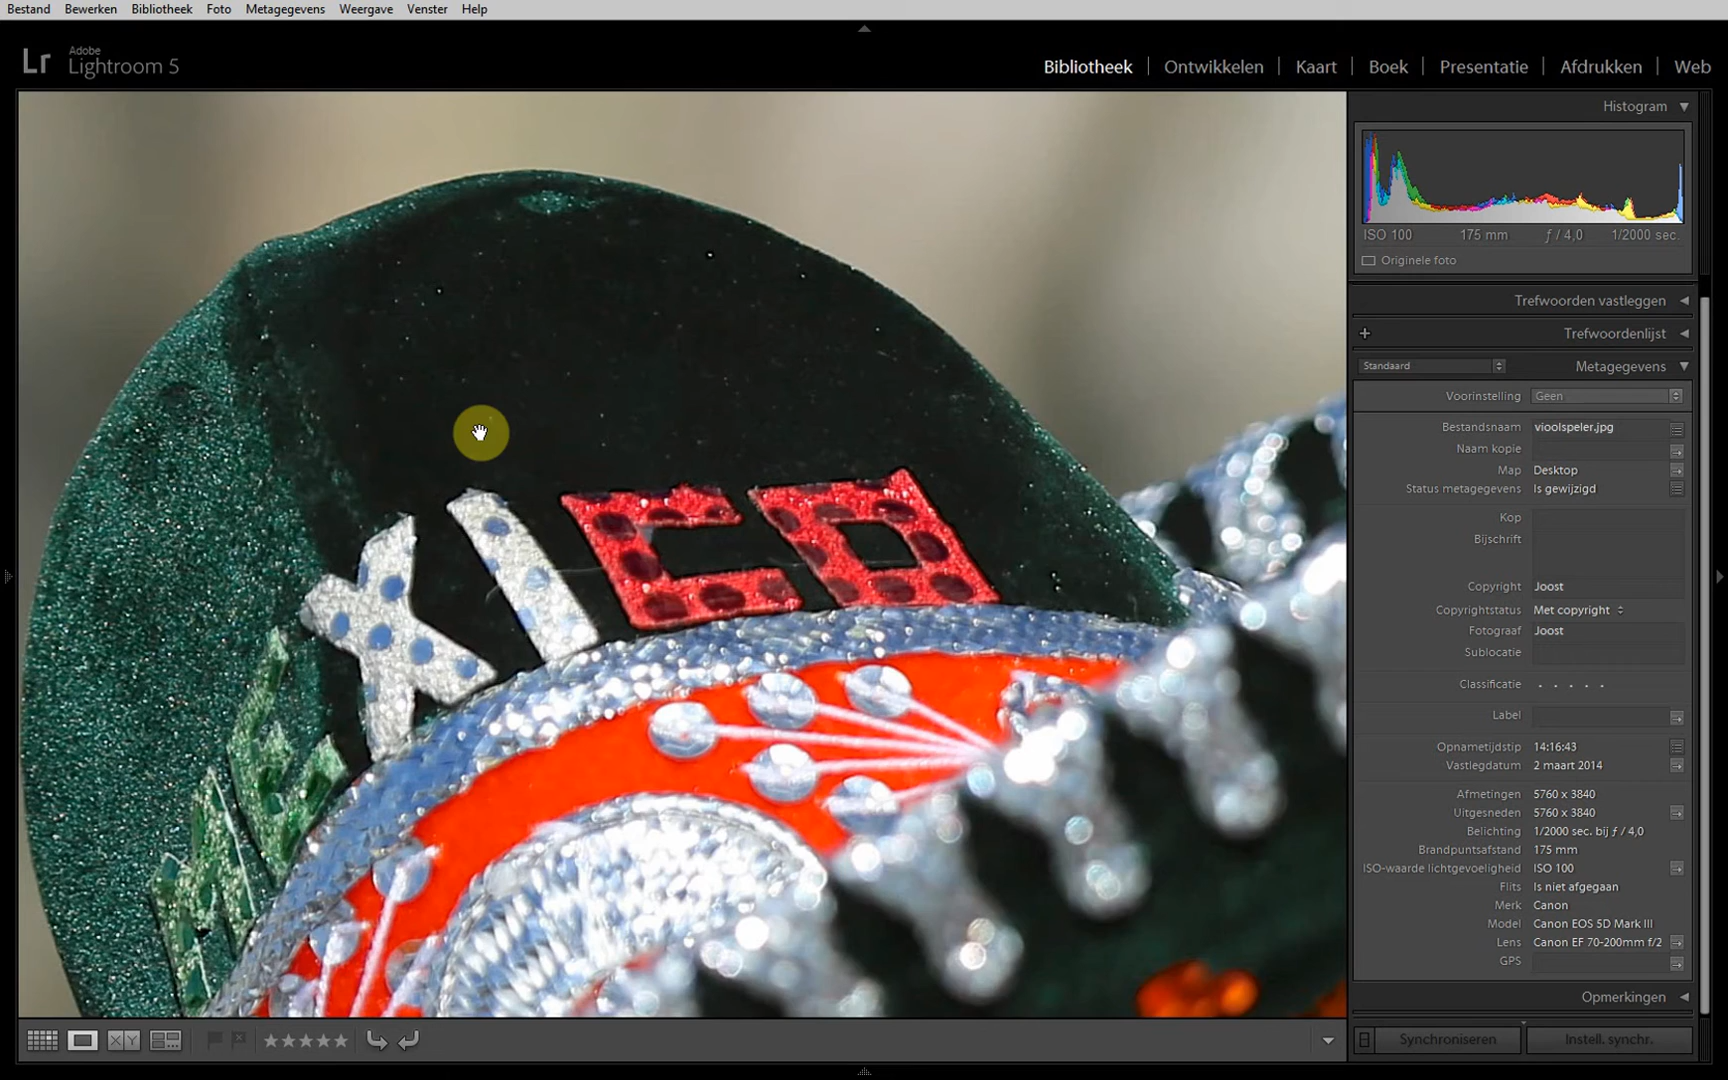 Bestand Bewerken Bibliotheek Foto Metagegevens Weergave Venster Help
Lr Adobe
Lightroom 5
Bibliotheek Ontwikkelen Kaart Boek Presentatie Afdrukken Web
Histogram
ISO 100 175 mm ƒ / 4,0 1/2000 sec.
Originele foto
Trefwoorden vastleggen
+ Trefwoordenlijst
Standaard Metagegevens
Voorinstelling Geen
Bestandsnaam vioolspeler.jpg
Naam kopie
Map Desktop
Status metagegevens Is gewijzigd
Kop
Bijschrift
Copyright Joost
Copyrightstatus Met copyright
Fotograaf Joost
Sublocatie
Classificatie
Label
Opnametijdstip 14:16:43
Vastlegdatum 2 maart 2014
Afmetingen 5760 x 3840
Uitgesneden 5760 x 3840
Belichting 1/2000 sec. bij ƒ / 4,0
Brandpuntsafstand 175 mm
ISO-waarde lichtgevoeligheid ISO 100
Flits Is niet afgegaan
Merk Canon
Model Canon EOS 5D Mark III
Lens Canon EF 70-200mm f/2
GPS
Opmerkingen
XICO
XY
Synchroniseren Instell. synchr.